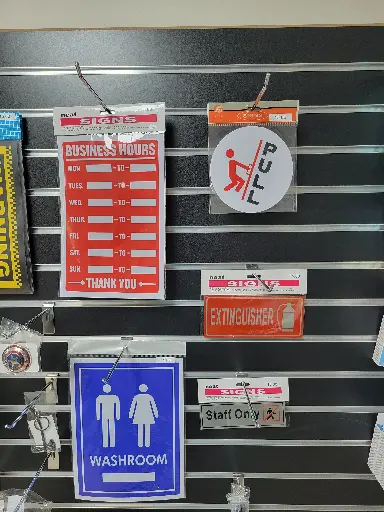 SIGNS
BUSINESS HOURS
MON -TO-
TUES -TO-
WED -TO-
THUR -TO-
FRI -TO-
SAT -TO-
SUN -TO-
THANK YOU
PULL
SIGNS
EXTINGUISHER
SIGNS
Staff Only
WASHROOM
WARNING